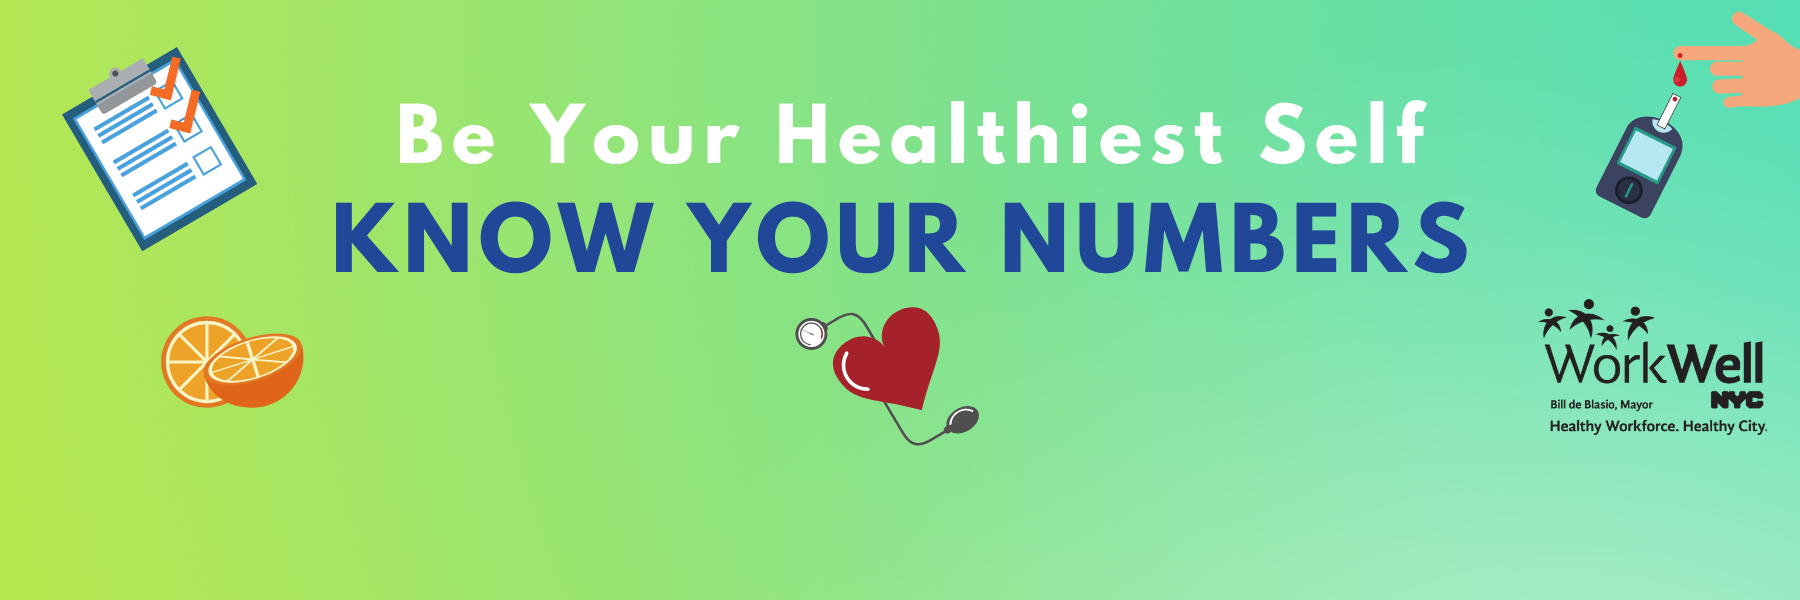 Be Your Healthiest Self
KNOW YOUR NUMBERS
WorkWell
NYC
Bill de Blasio, Mayor
Healthy Workforce. Healthy City.